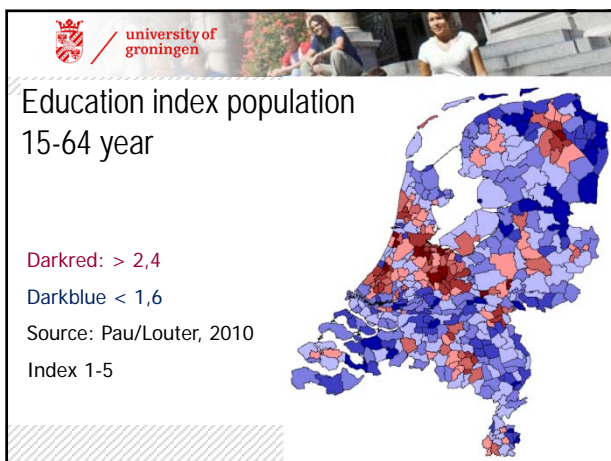 university of
groningen
Education index population
15-64 year
Darkred: > 2,4
Darkblue < 1,6
Source: Pau/Louter, 2010
Index 1-5